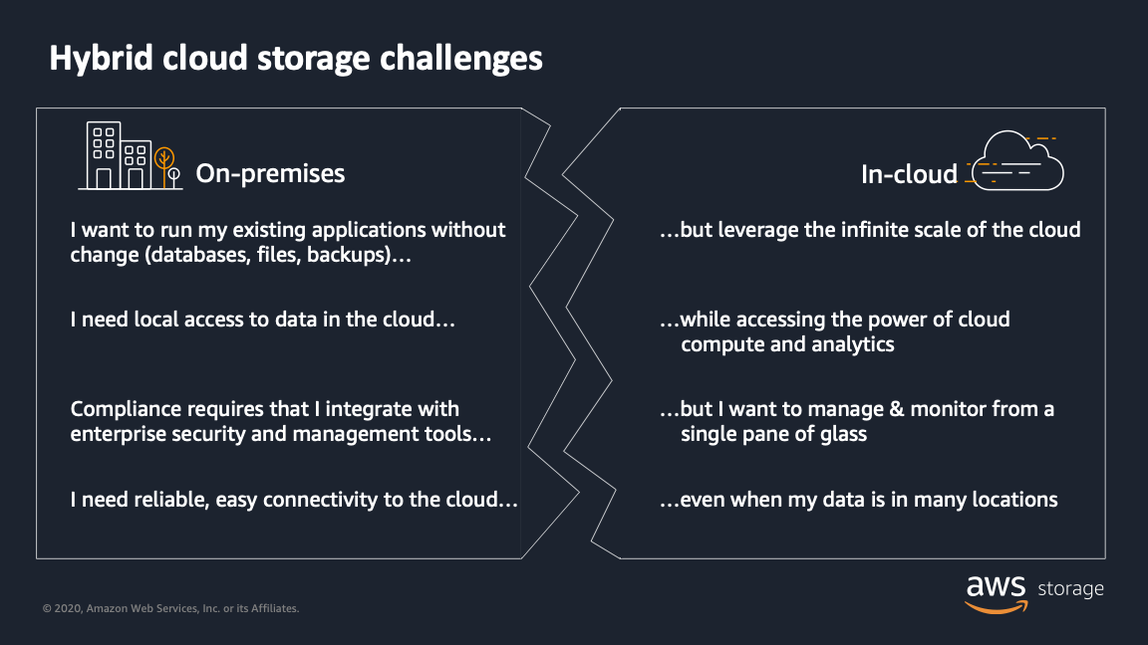 Hybrid cloud storage challenges
On-premises
I want to run my existing applications without
change (databases, files, backups)...
I need local access to data in the cloud...
Compliance requires that I integrate with
enterprise security and management tools...
I need reliable, easy connectivity to the cloud...
In-cloud
...but leverage the infinite scale of the cloud
...while accessing the power of cloud
compute and analytics
...but I want to manage & monitor from a
single pane of glass
...even when my data is in many locations
© 2020, Amazon Web Services, Inc. or its Affiliates.
aws storage